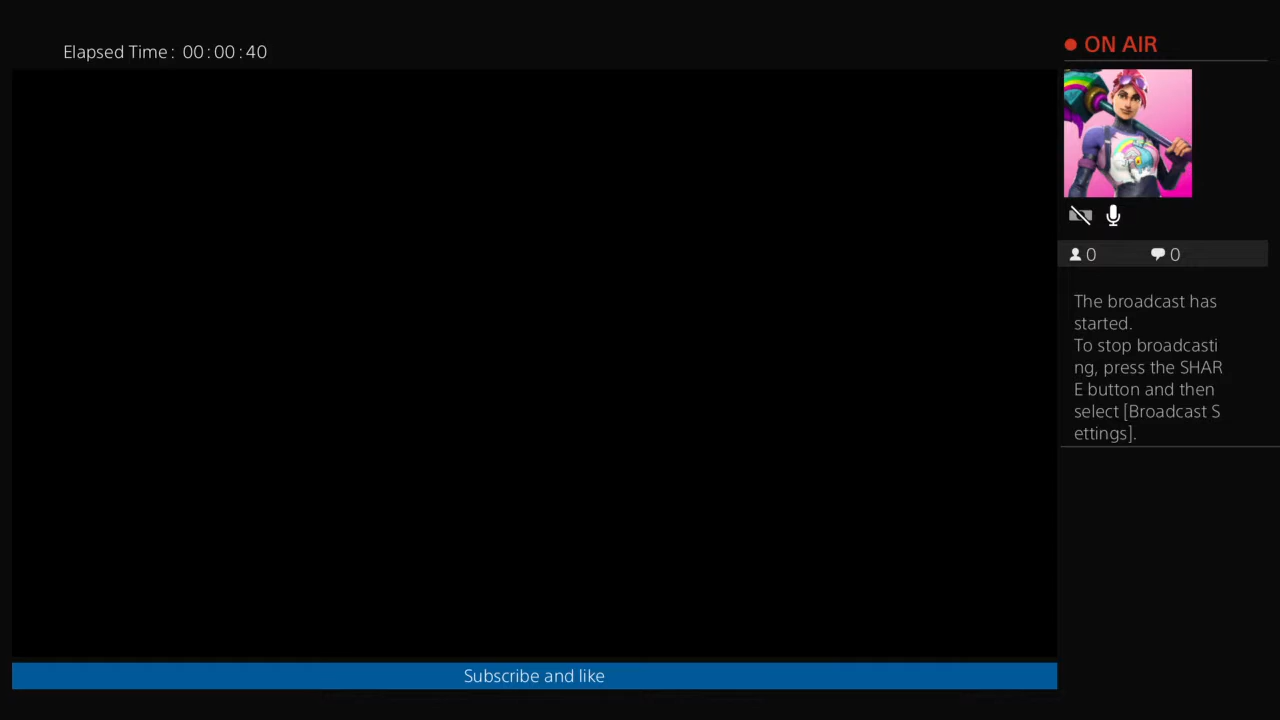 Elapsed Time: 00:00:40
ON AIR
0 0
The broadcast has
started.
To stop broadcasti
ng, press the SHAR
E button and then
select [Broadcast S
ettings].
Subscribe and like